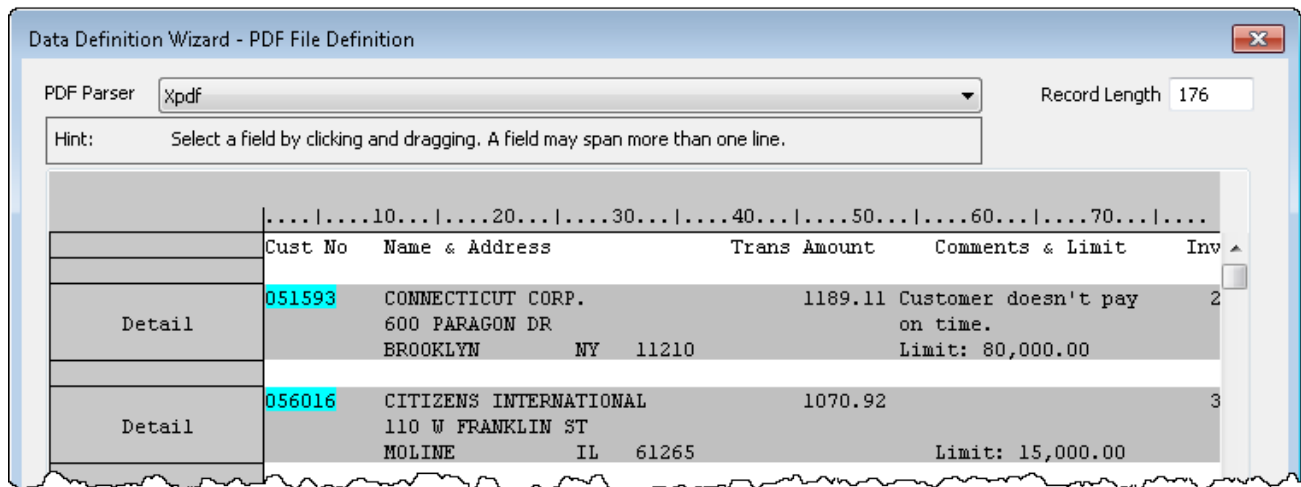 Data Definition Wizard - PDF File Definition
PDF Parser Xpdf Record Length 176
Hint: Select a field by clicking and dragging. A field may span more than one line.
|....|....10...|....20...|....30...|....40...|....50...|....60...|....70...|....
Cust No Name & Address Trans Amount Comments & Limit Inv
051593 CONNECTICUT CORP. 1189.11 Customer doesn't pay 2
Detail 600 PARAGON DR on time.
BROOKLYN NY 11210 Limit: 80,000.00
056016 CITIZENS INTERNATIONAL 1070.92 3
Detail 110 W FRANKLIN ST
MOLINE IL 61265 Limit: 15,000.00